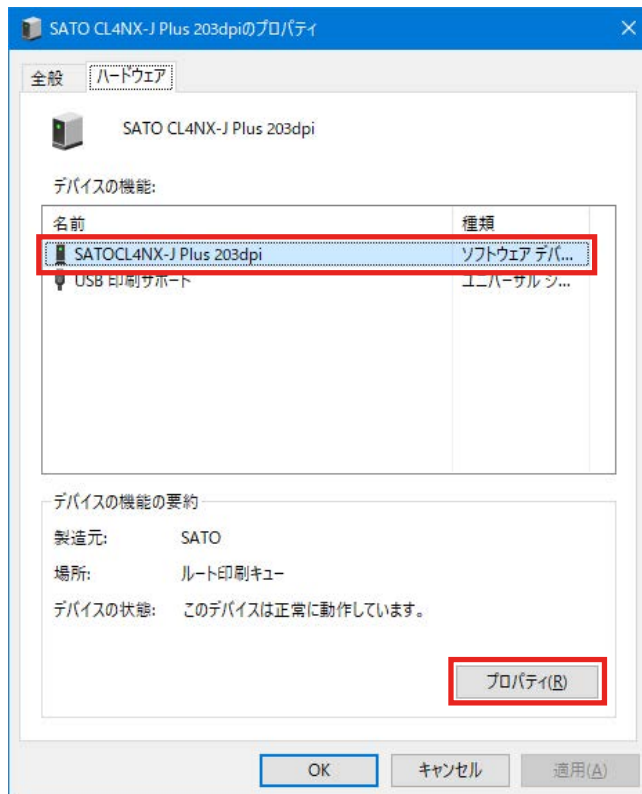 SATO CL4NX-J Plus 203dpiのプロパティ
全般 ハードウェア
SATO CL4NX-J Plus 203dpi
デバイスの機能:
名前 種類
SATOCL4NX-J Plus 203dpi ソフトウェア デバ...
USB 印刷サポート ユニバーサル シ...
デバイスの機能の要約
製造元: SATO
場所: ルート印刷キュー
デバイスの状態: このデバイスは正常に動作しています。
プロパティ(R)
OK キャンセル 適用(A)